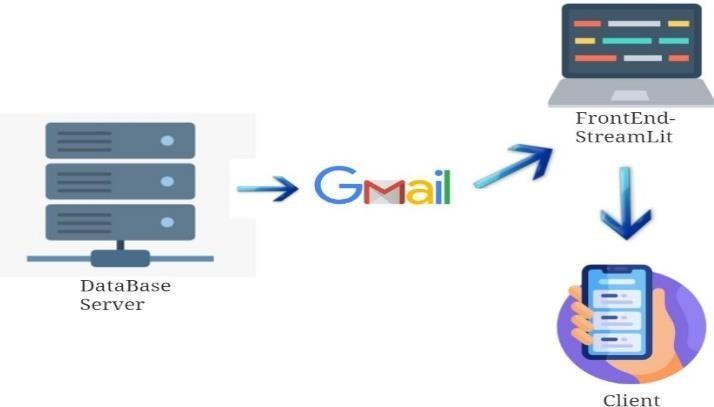 DataBase
Server
Gmail
FrontEnd-
StreamLit
Client